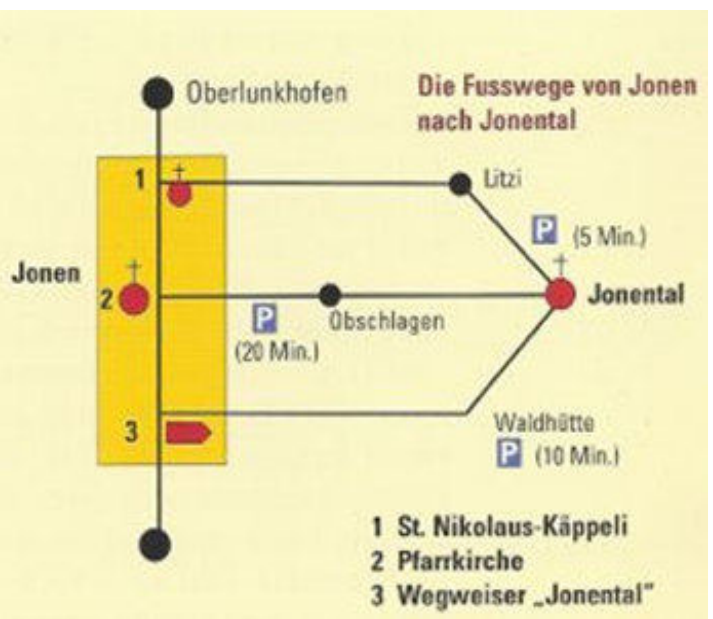 Oberlunkhofen
Die Fusswege von Jonen
nach Jonental
1
Litzi
P (5 Min.)
Jonen
2
Jonental
P
Obschlagen
(20 Min.)
3
Waldhütte
P (10 Min.)
1 St. Nikolaus-Käppeli
2 Pfarrkirche
3 Wegweiser „Jonental"